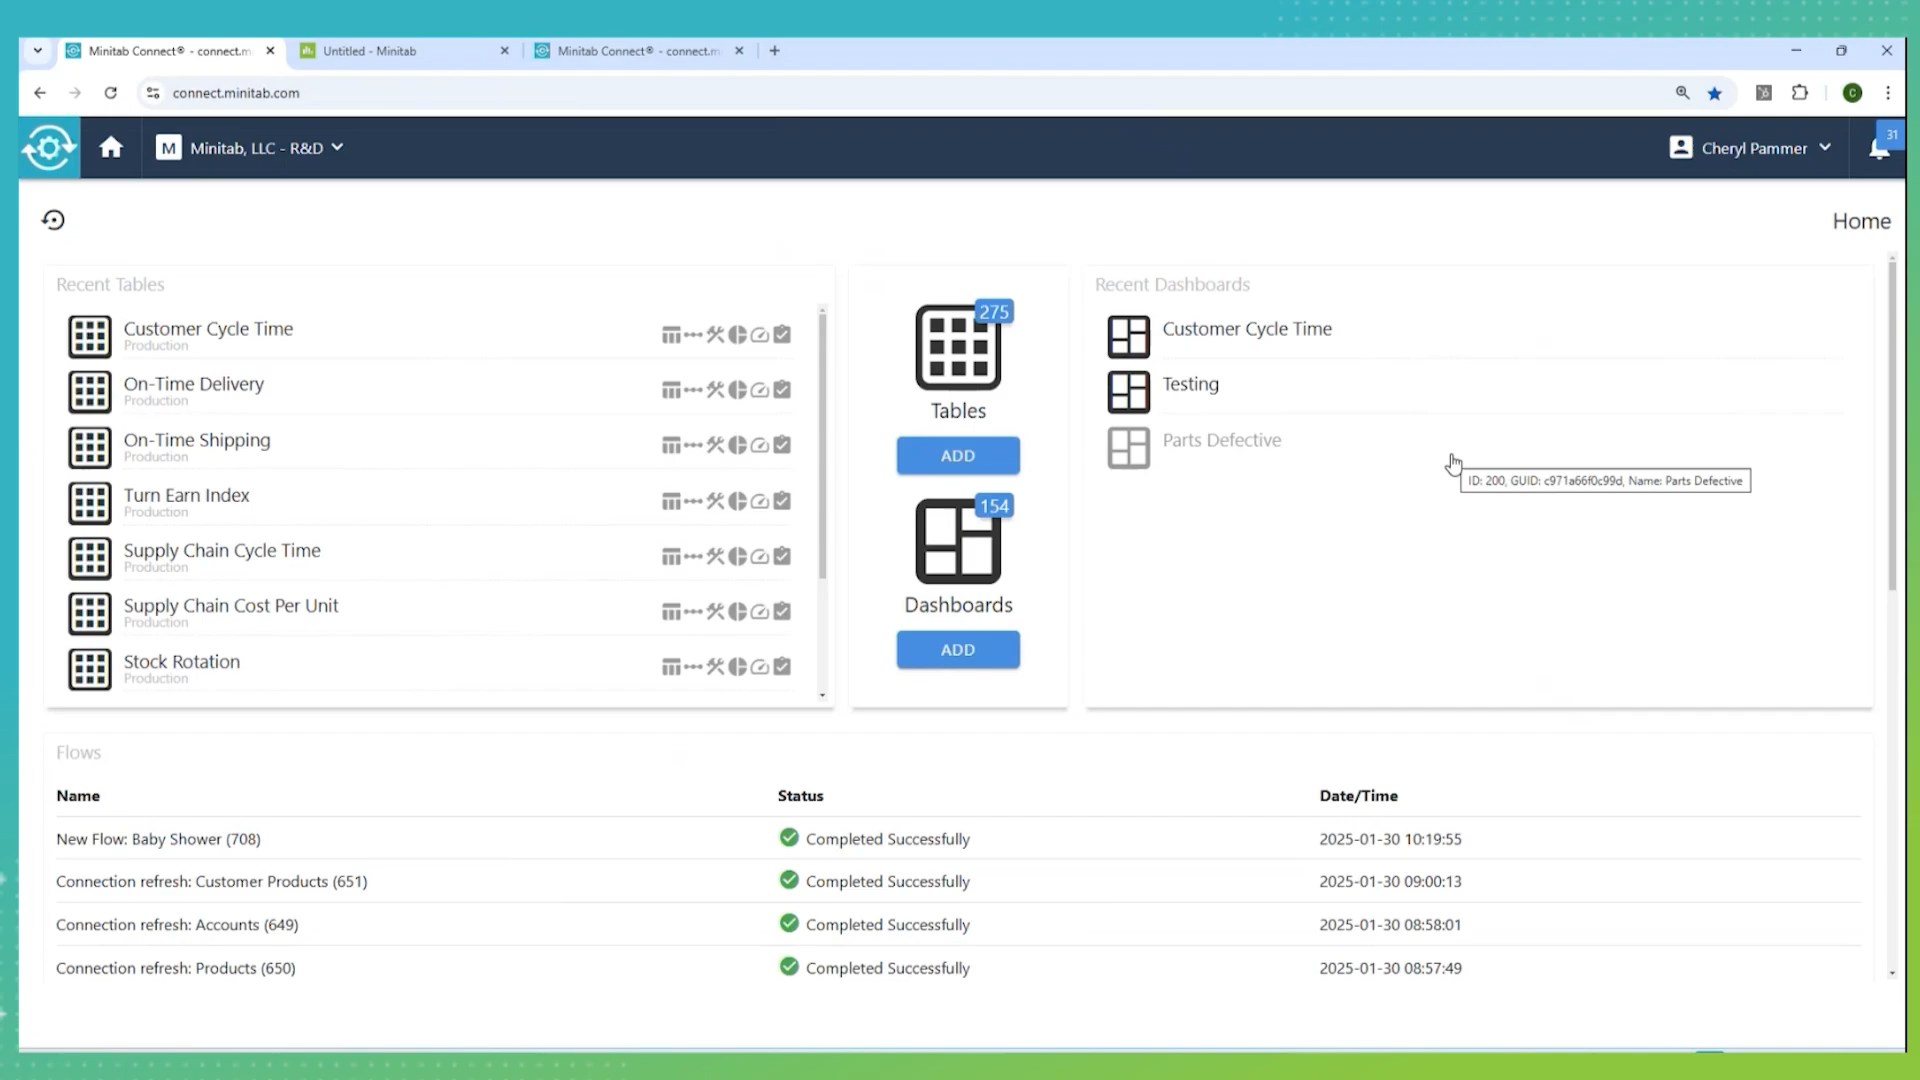 Minitab Connect® - connect.m
Untitled - Minitab
Minitab Connect® - connect.m
connect.minitab.com
C
M
Minitab, LLC - R&D
Cheryl Pammer
31
Home
Recent Tables
Customer Cycle Time
Production
On-Time Delivery
Production
On-Time Shipping
Production
Turn Earn Index
Production
Supply Chain Cycle Time
Production
Supply Chain Cost Per Unit
Production
Stock Rotation
Production
275
Tables
ADD
154
Dashboards
ADD
Recent Dashboards
Customer Cycle Time
Testing
Parts Defective
ID: 200, GUID: c971a66f0c99d, Name: Parts Defective
Flows
Name Status Date/Time
New Flow: Baby Shower (708) Completed Successfully 2025-01-30 10:19:55
Connection refresh: Customer Products (651) Completed Successfully 2025-01-30 09:00:13
Connection refresh: Accounts (649) Completed Successfully 2025-01-30 08:58:01
Connection refresh: Products (650) Completed Successfully 2025-01-30 08:57:49